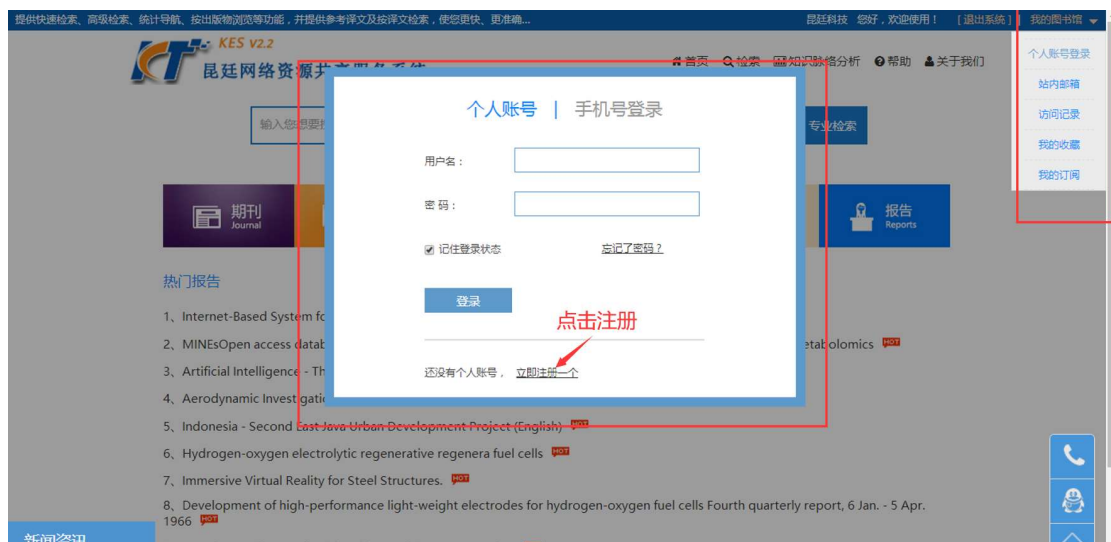 提供快速检索、高级检索、统计导航、按出版物浏览等功能，并提供参考译文及按译文检索，使您更快、更准确...
昆廷科技 您好，欢迎使用！ [退出系统] 我的图书馆
KES V2.2
昆廷网络资源共享服务系统
首页 检索 知识脉络分析 帮助 关于我们
个人账号登录
站内邮箱
访问记录
我的收藏
我的订阅
输入您想要
专业检索
个人账号 | 手机号登录
用户名：
密 码：
记住登录状态 忘记了密码？
登录
点击注册
还没有个人账号， 立即注册一个
期刊
Journal
报告
Reports
热门报告
1、Internet-Based System fo
2、MINEsOpen access datab etabolomics HOT
3、Artificial Intelligence - Th
4、Aerodynamic Investigati
5、Indonesia - Second East Java Urban Development Project (English) HOT
6、Hydrogen-oxygen electrolytic regenerative regenera fuel cells HOT
7、Immersive Virtual Reality for Steel Structures. HOT
8、Development of high-performance light-weight electrodes for hydrogen-oxygen fuel cells Fourth quarterly report, 6 Jan. - 5 Apr.
1966 HOT
新闻资讯